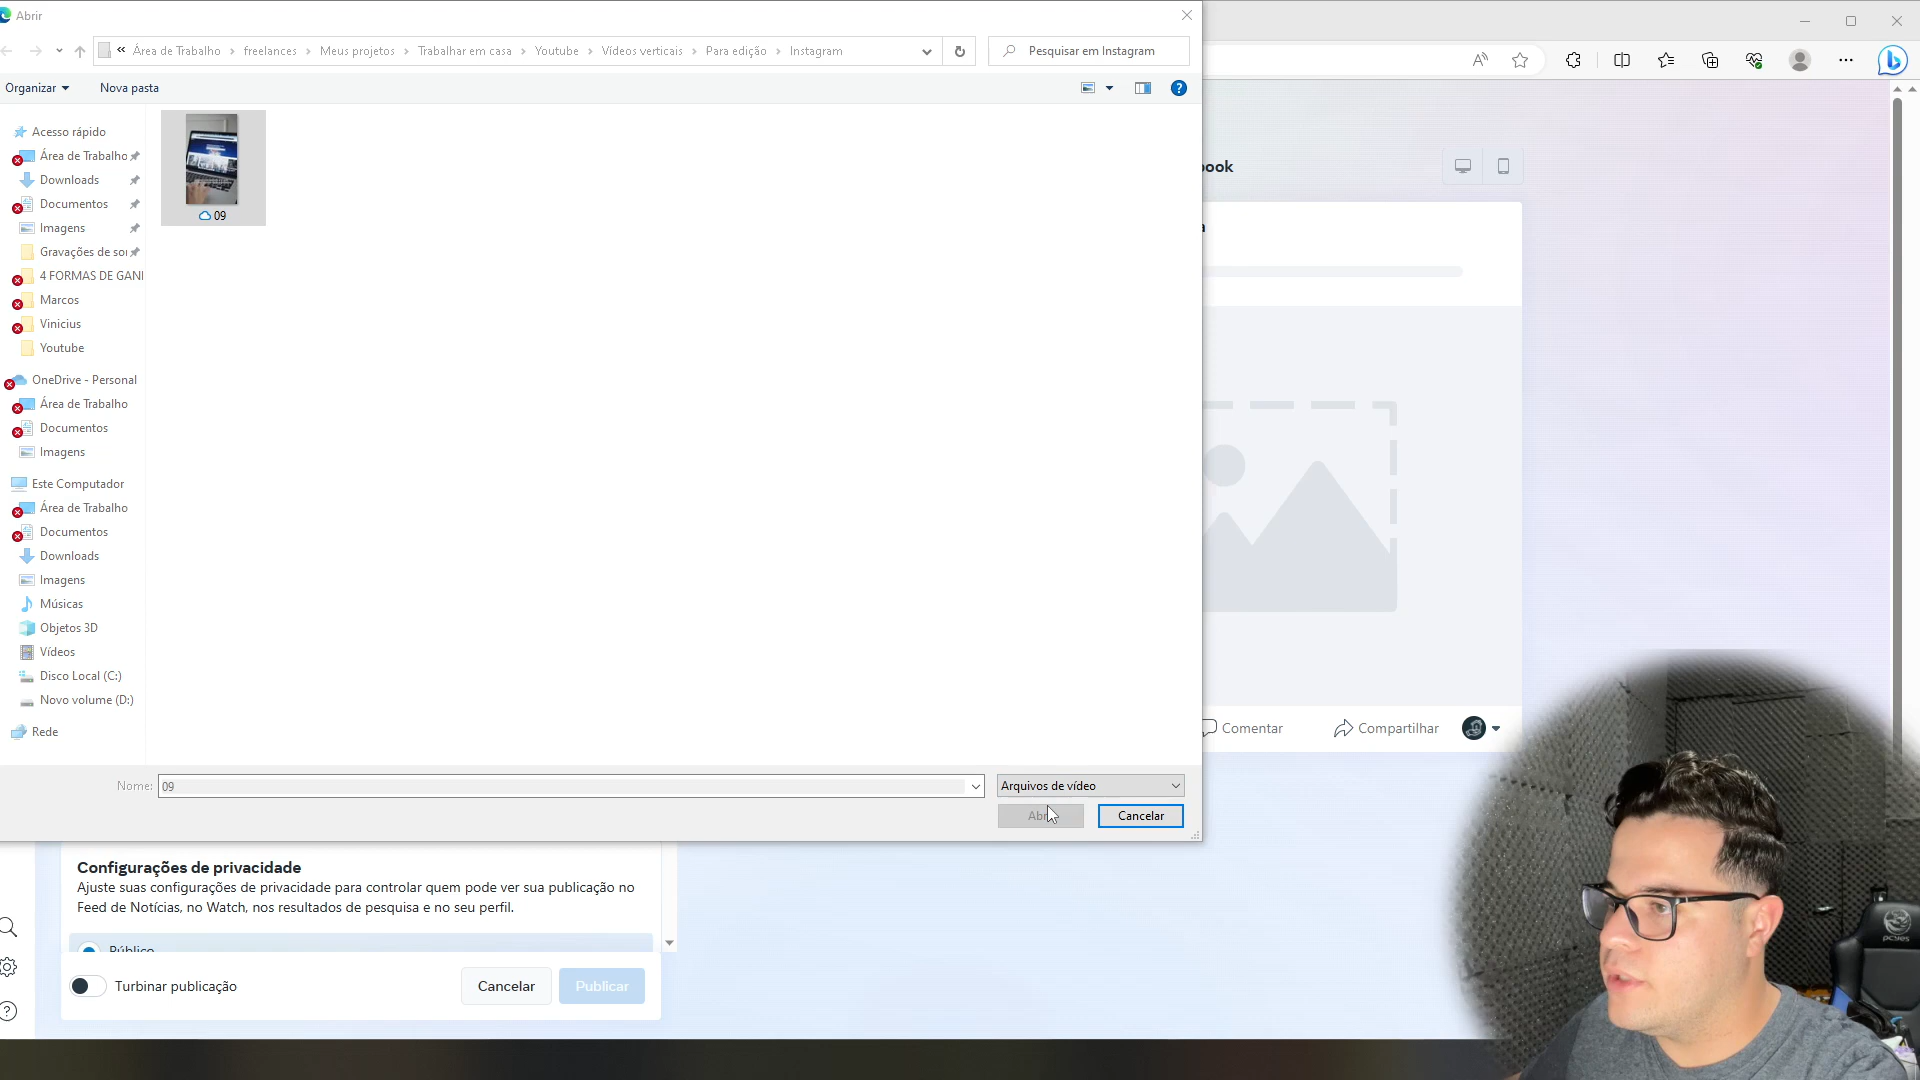 Abrir
« Área de Trabalho › freelances › Meus projetos › Trabalhar em casa › Youtube › Vídeos verticais › Para edição › Instagram
Pesquisar em Instagram
Organizar
Nova pasta
Acesso rápido
Área de Trabalho
Downloads
Documentos
Imagens
Gravações de so
4 FORMAS DE GAN
Marcos
Vinicius
Youtube
OneDrive - Personal
Área de Trabalho
Documentos
Imagens
Este Computador
Área de Trabalho
Documentos
Downloads
Imagens
Músicas
Objetos 3D
Vídeos
Disco Local (C:)
Novo volume (D:)
Rede
09
Nome:
09
Arquivos de vídeo
Abr
Cancelar
book
a
Comentar
Compartilhar
Configurações de privacidade
Ajuste suas configurações de privacidade para controlar quem pode ver sua publicação no
Feed de Notícias, no Watch, nos resultados de pesquisa e no seu perfil.
Público
Turbinar publicação
Cancelar
Publicar
pcyes